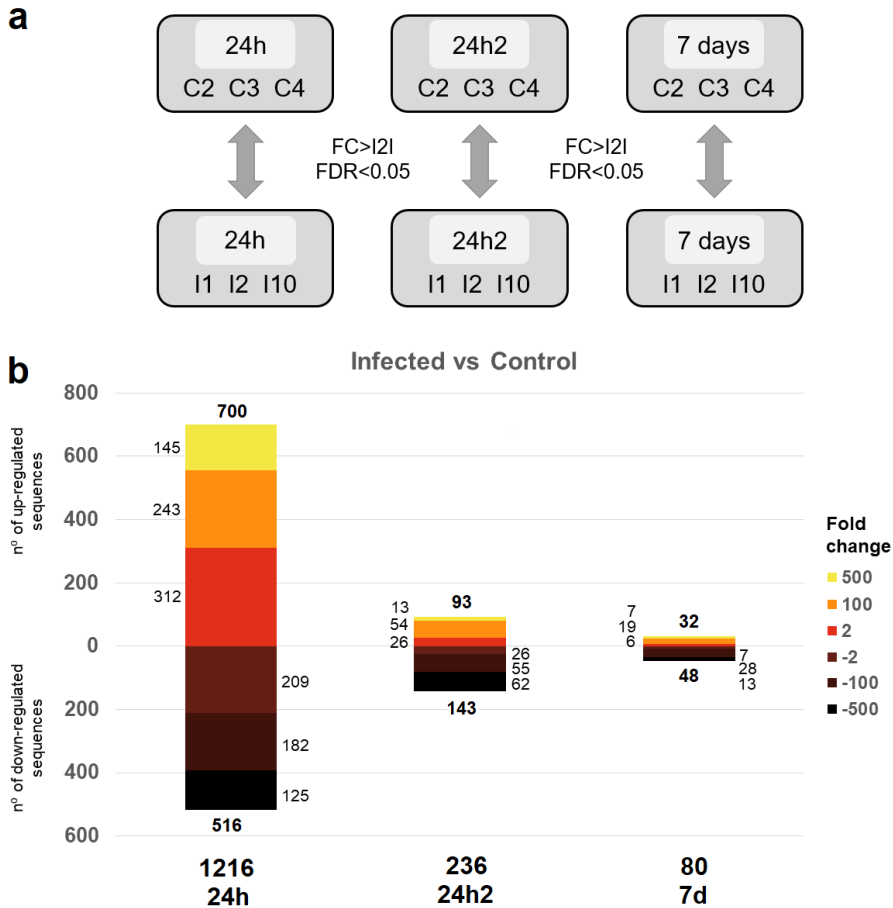 a
24h
C2 C3 C4
24h2
C2 C3 C4
7 days
C2 C3 C4
FC>I2I
FDR<0.05
FC>I2I
FDR<0.05
24h
I1 I2 I10
24h2
I1 I2 I10
7 days
I1 I2 I10
b
Infected vs Control
nº of up-regulated
sequences
nº of down-regulated
sequences
800
600
400
200
0
200
400
600
700
145
243
312
209
182
125
516
93
13
54
26
26
55
62
143
32
7
19
6
7
28
13
48
Fold
change
500
100
2
-2
-100
-500
1216
24h
236
24h2
80
7d